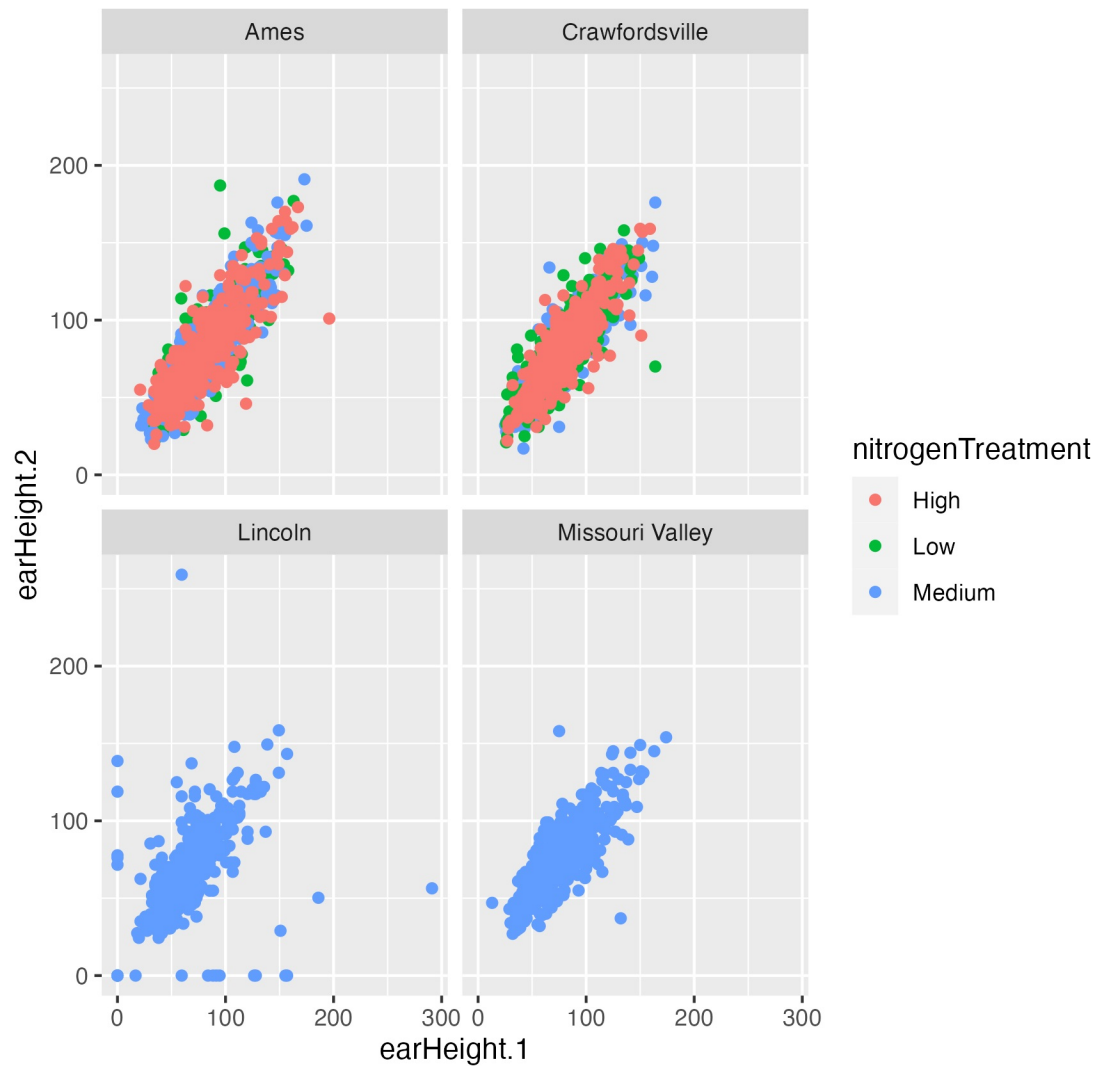 Ames
Crawfordsville
200
100
0
Lincoln
Missouri Valley
200
100
0
0
100
200
300
0
100
200
300
earHeight.1
earHeight.2
nitrogenTreatment
High
Low
Medium